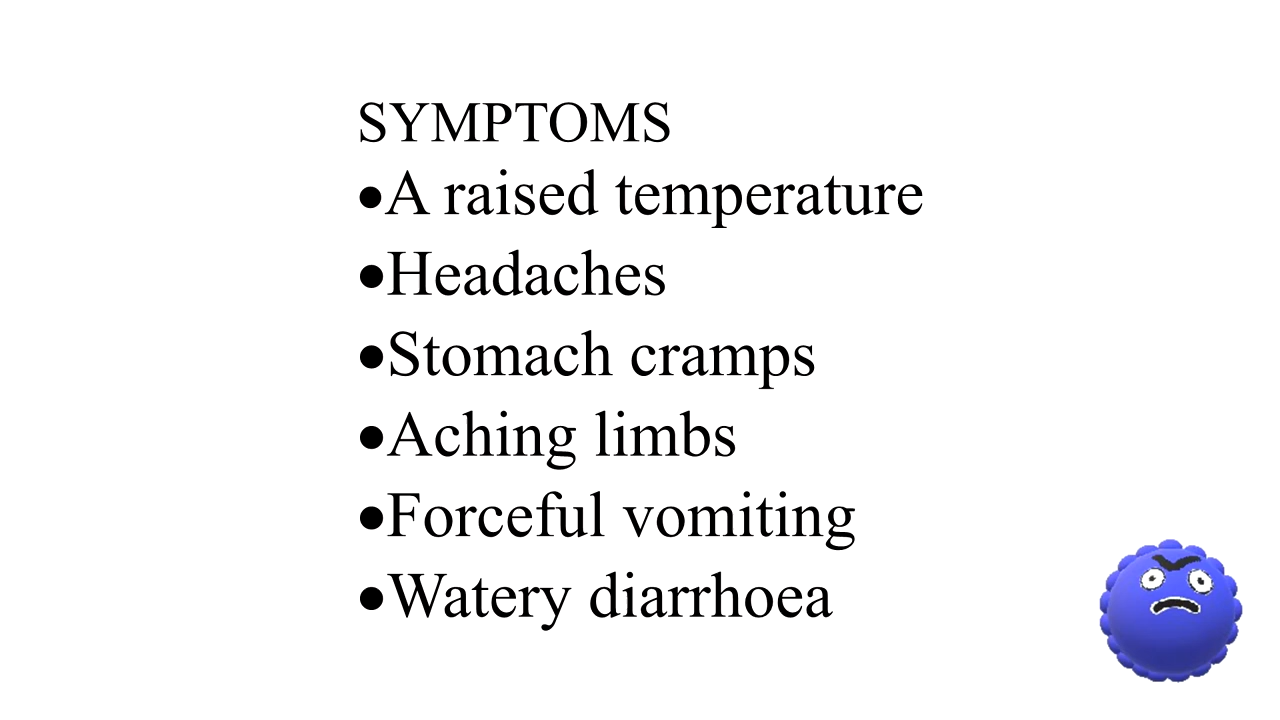 SYMPTOMS
•A raised temperature
•Headaches
•Stomach cramps
•Aching limbs
•Forceful vomiting
•Watery diarrhoea